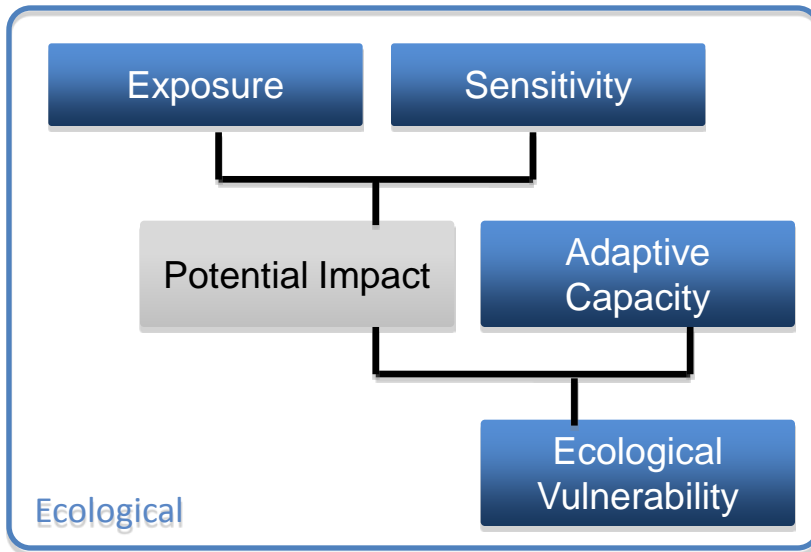 Exposure
Sensitivity
Potential Impact
Adaptive
Capacity
Ecological
Vulnerability
Ecological